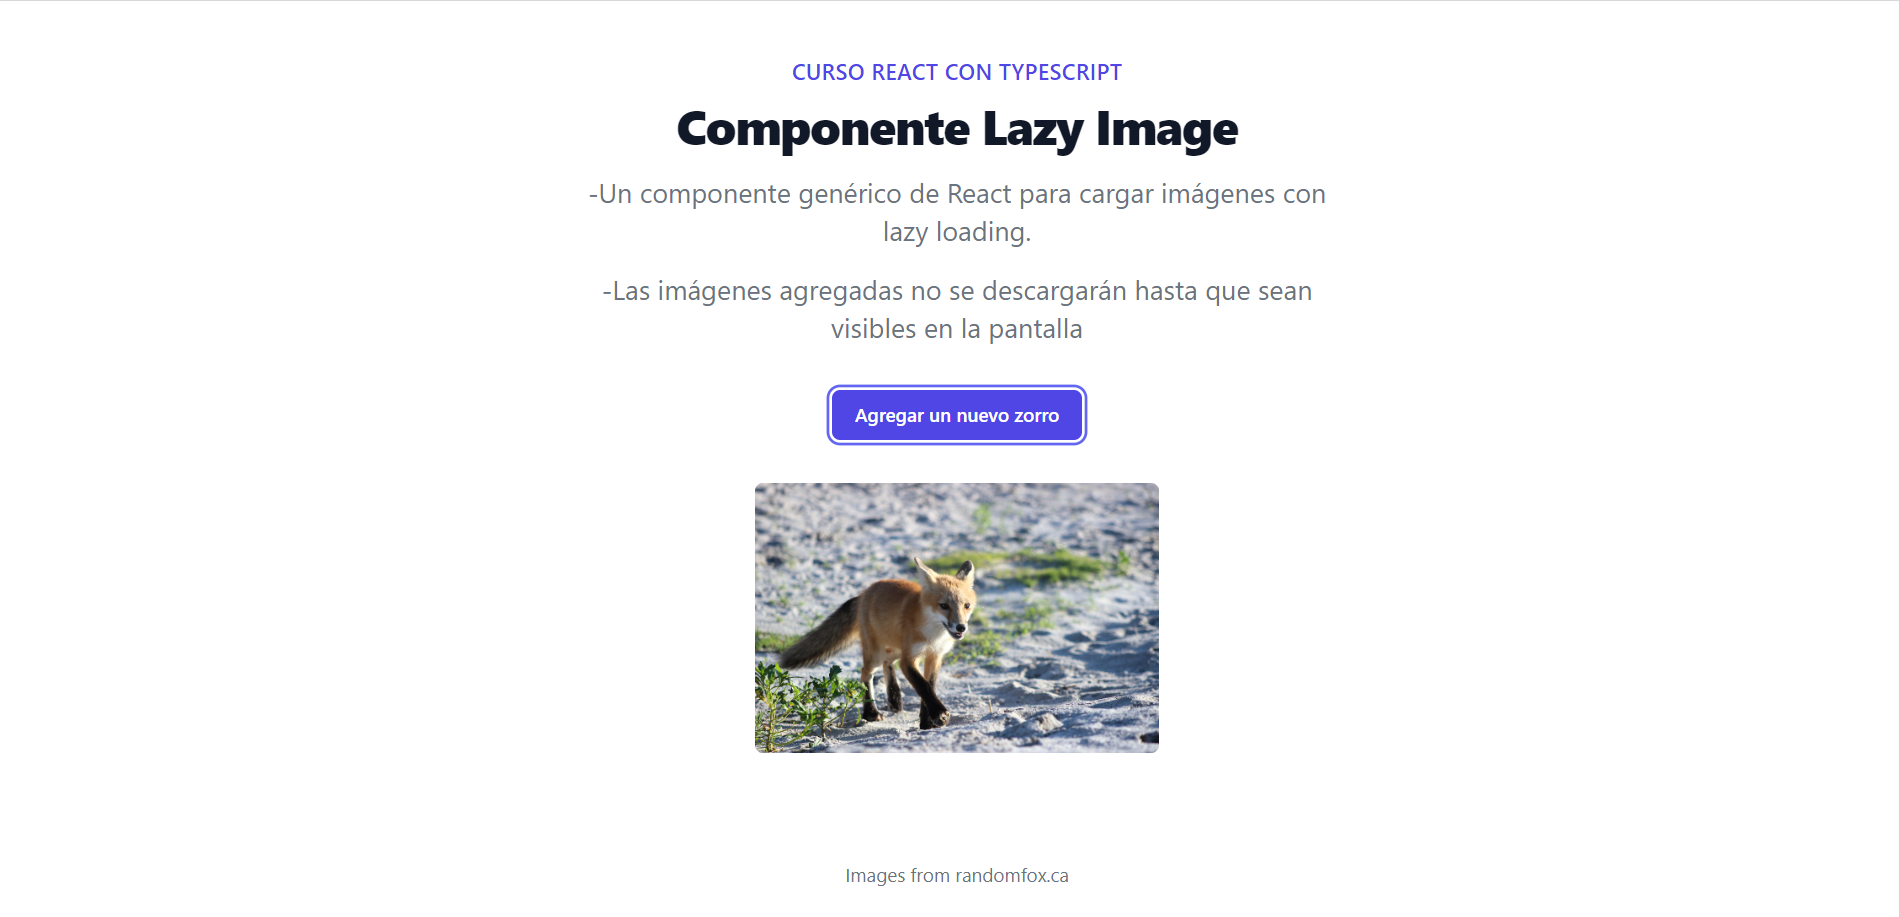 CURSO REACT CON TYPESCRIPT
Componente Lazy Image
-Un componente genérico de React para cargar imágenes con
lazy loading.
-Las imágenes agregadas no se descargarán hasta que sean
visibles en la pantalla
Agregar un nuevo zorro
Images from randomfox.ca